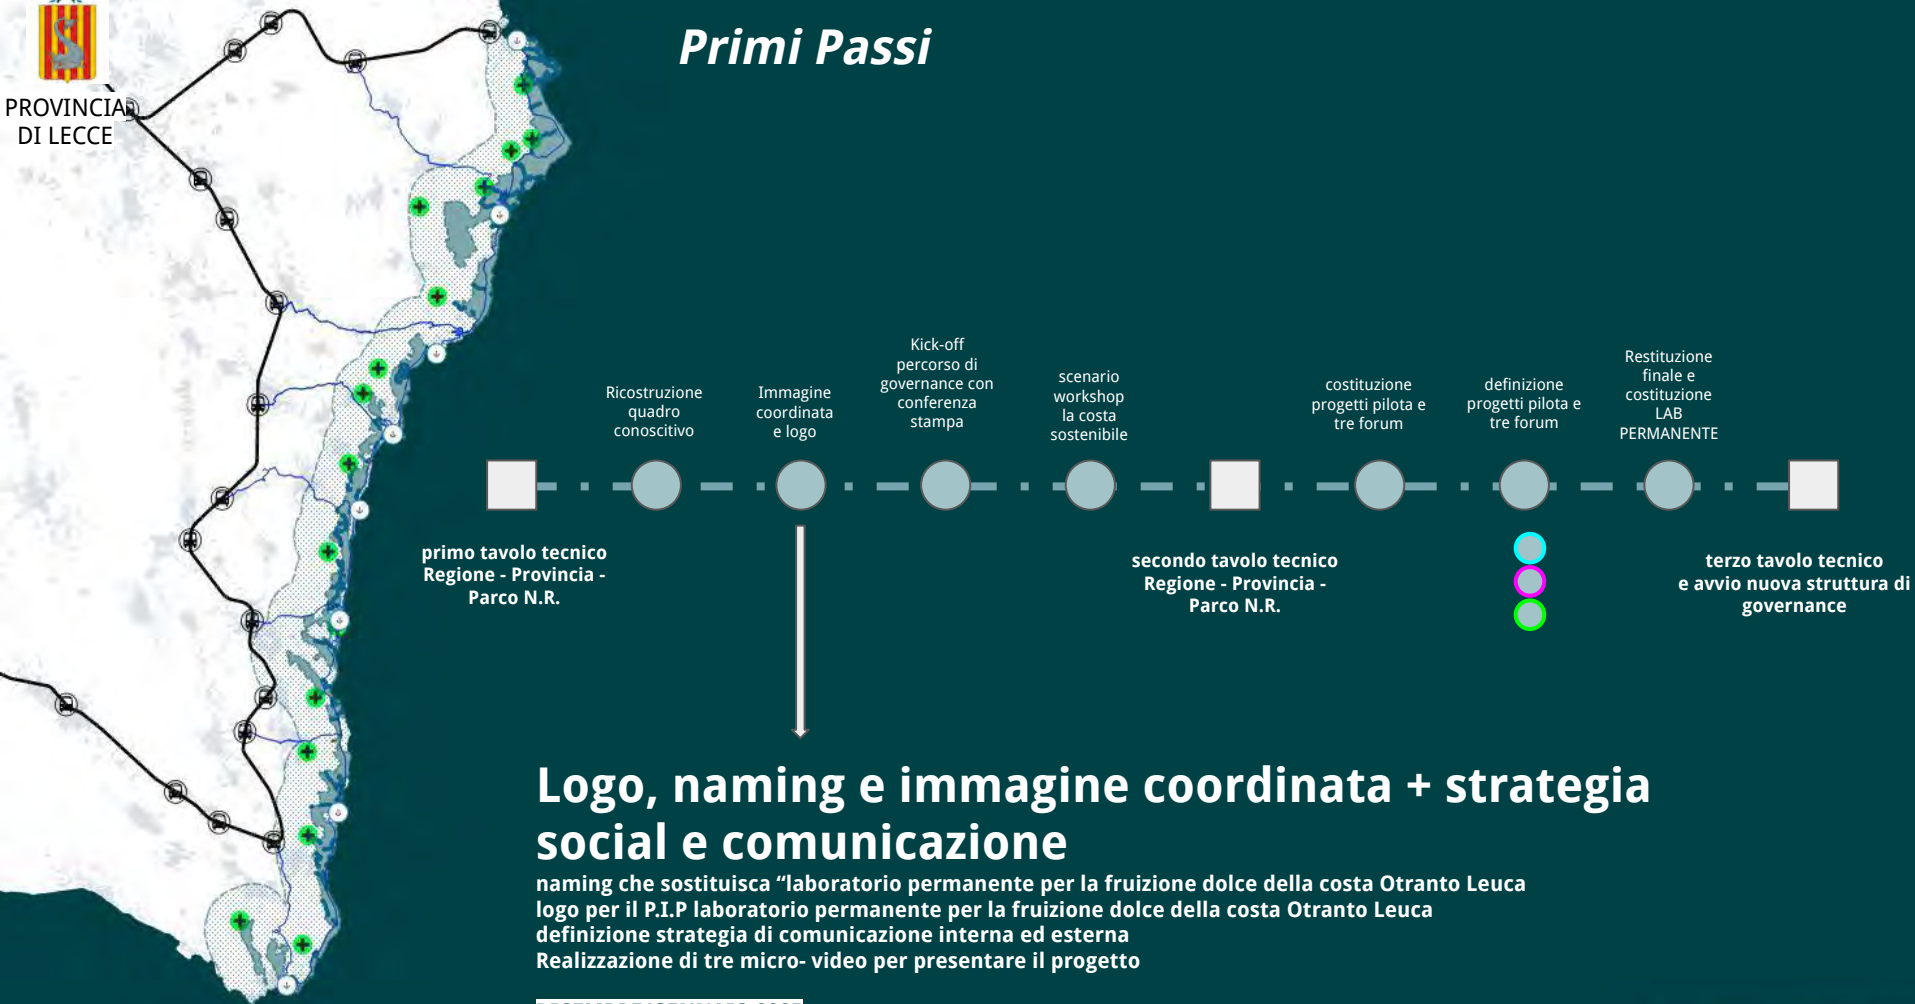 Primi Passi
PROVINCIA
DI LECCE
Ricostruzione
quadro
conoscitivo
Immagine
coordinata
e logo
Kick-off
percorso di
governance con
conferenza
stampa
scenario
workshop
la costa
sostenibile
costituzione
progetti pilota e
tre forum
definizione
progetti pilota e
tre forum
Restituzione
finale e
costituzione
LAB
PERMANENTE
primo tavolo tecnico
Regione - Provincia -
Parco N.R.
secondo tavolo tecnico
Regione - Provincia -
Parco N.R.
terzo tavolo tecnico
e avvio nuova struttura di
governance
Logo, naming e immagine coordinata + strategia
social e comunicazione
naming che sostituisca “laboratorio permanente per la fruizione dolce della costa Otranto Leuca
logo per il P.I.P laboratorio permanente per la fruizione dolce della costa Otranto Leuca
definizione strategia di comunicazione interna ed esterna
Realizzazione di tre micro- video per presentare il progetto